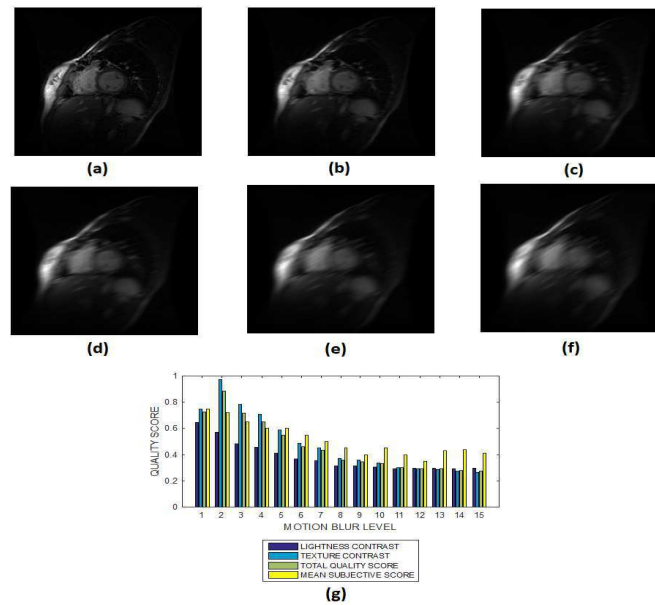 (a)
(b)
(c)
(d)
(e)
(f)
1
0.8
0.6
0.4
0.2
0
QUALITY SCORE
1 2 3 4 5 6 7 8 9 10 11 12 13 14 15
MOTION BLUR LEVEL
LIGHTNESS CONTRAST
TEXTURE CONTRAST
TOTAL QUALITY SCORE
MEAN SUBJECTIVE SCORE
(g)